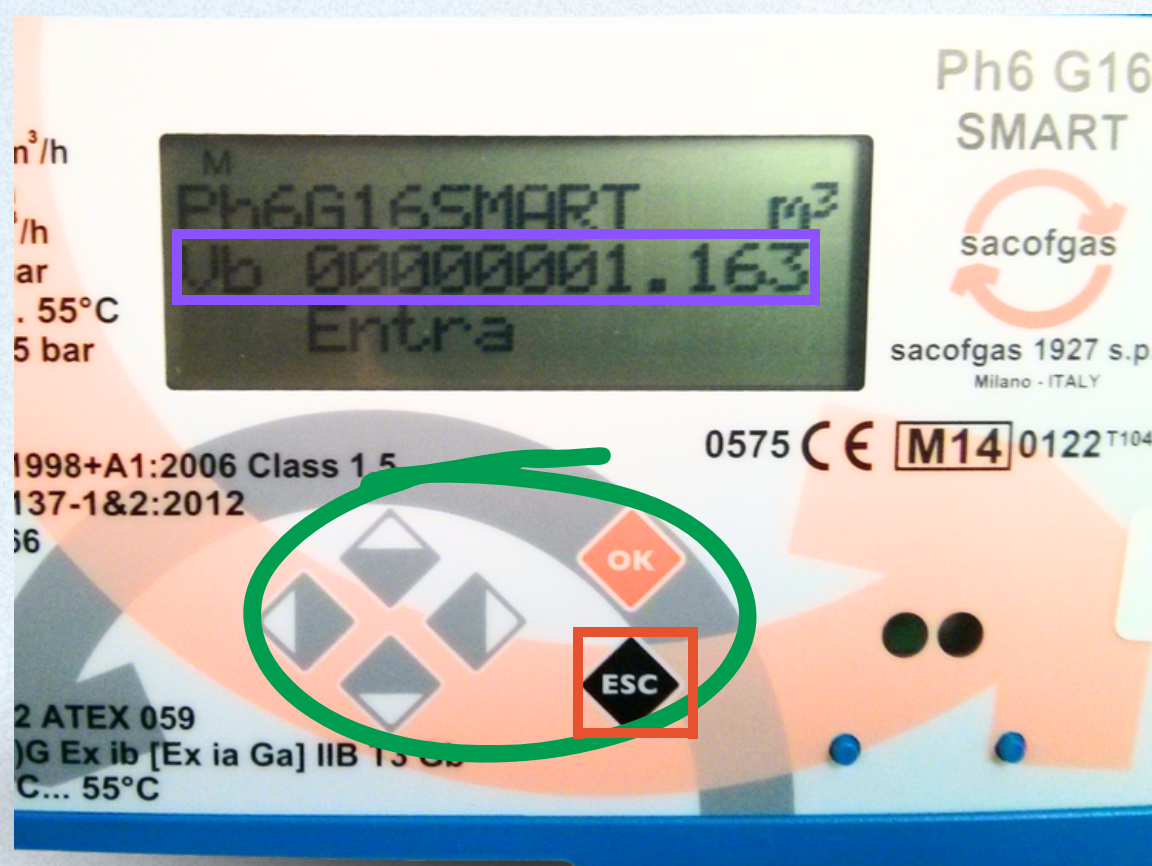 Ph6 G16
SMART
m³/h
/h
ar
. 55°C
5 bar
M
Ph6G16SMART m³
Vb 00000001.163
Entra
sacofgas
sacofgas 1927 s.p.
Milano - ITALY
0575 CE M14 0122 T104
1998+A1:2006 Class 1.5
137-1&2:2012
66
OK
ESC
2 ATEX 059
)G Ex ib [Ex ia Ga] IIB T3 Gb
°C... 55°C